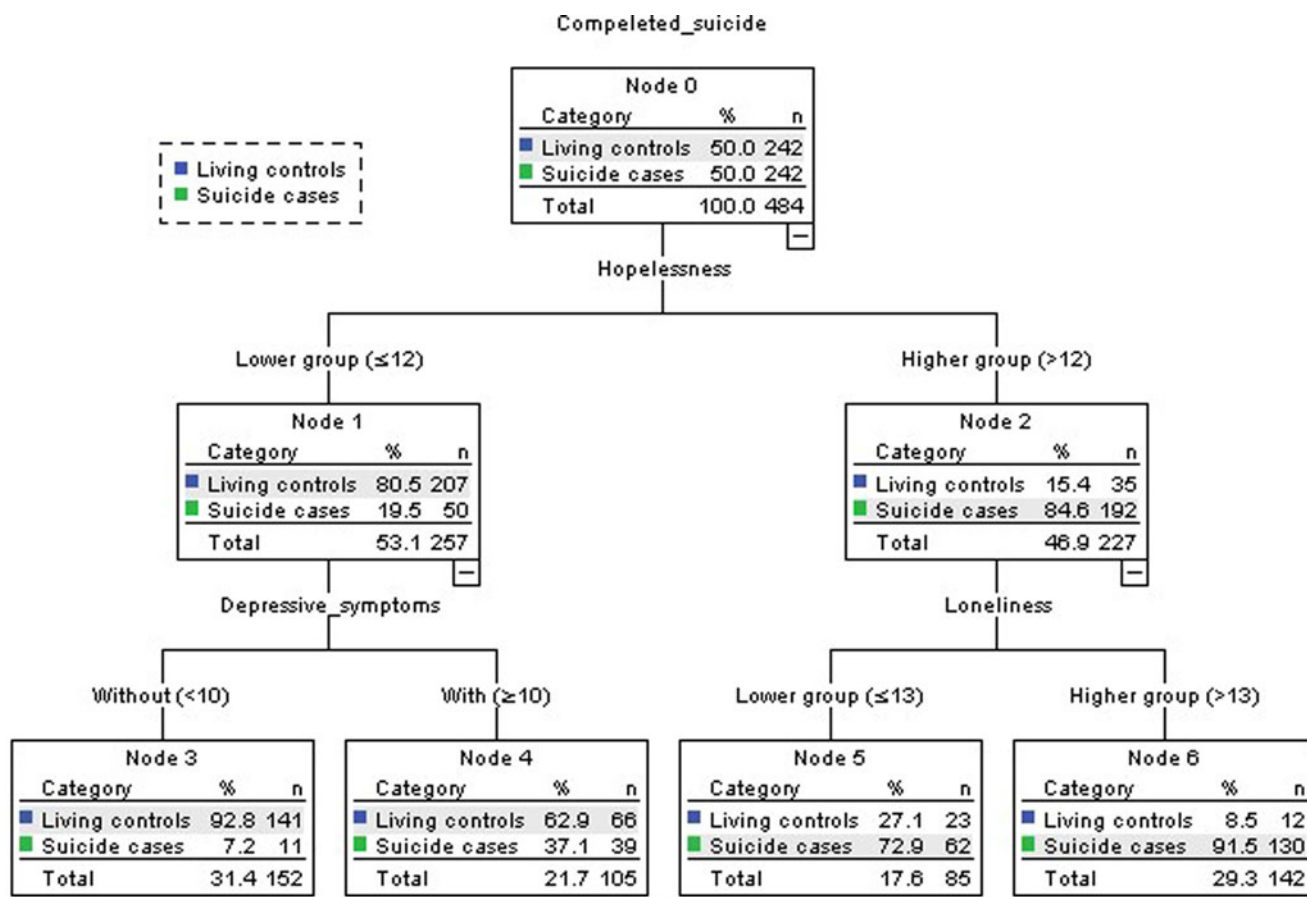 Compeleted_suicide
Node 0
Category % n
Living controls 50.0 242
Suicide cases 50.0 242
Total 100.0 484
Living controls
Suicide cases
Hopelessness
Lower group (≤12)
Higher group (>12)
Node 1
Category % n
Living controls 80.5 207
Suicide cases 19.5 50
Total 53.1 257
Node 2
Category % n
Living controls 15.4 35
Suicide cases 84.6 192
Total 46.9 227
Depressive_symptoms
Loneliness
Without (<10)
With (≥10)
Lower group (≤13)
Higher group (>13)
Node 3
Category % n
Living controls 92.8 141
Suicide cases 7.2 11
Total 31.4 152
Node 4
Category % n
Living controls 62.9 66
Suicide cases 37.1 39
Total 21.7 105
Node 5
Category % n
Living controls 27.1 23
Suicide cases 72.9 62
Total 17.6 85
Node 6
Category % n
Living controls 8.5 12
Suicide cases 91.5 130
Total 29.3 142